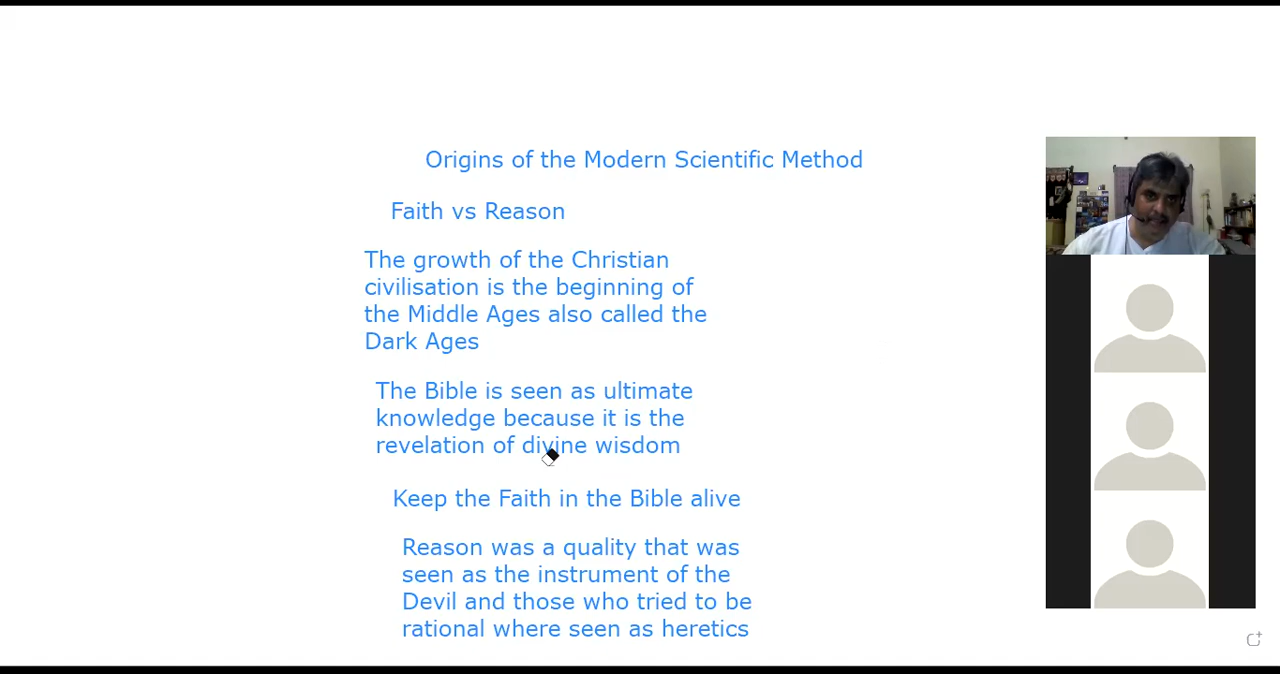 Origins of the Modern Scientific Method
Faith vs Reason
The growth of the Christian
civilisation is the beginning of
the Middle Ages also called the
Dark Ages
The Bible is seen as ultimate
knowledge because it is the
revelation of divine wisdom
Keep the Faith in the Bible alive
Reason was a quality that was
seen as the instrument of the
Devil and those who tried to be
rational where seen as heretics